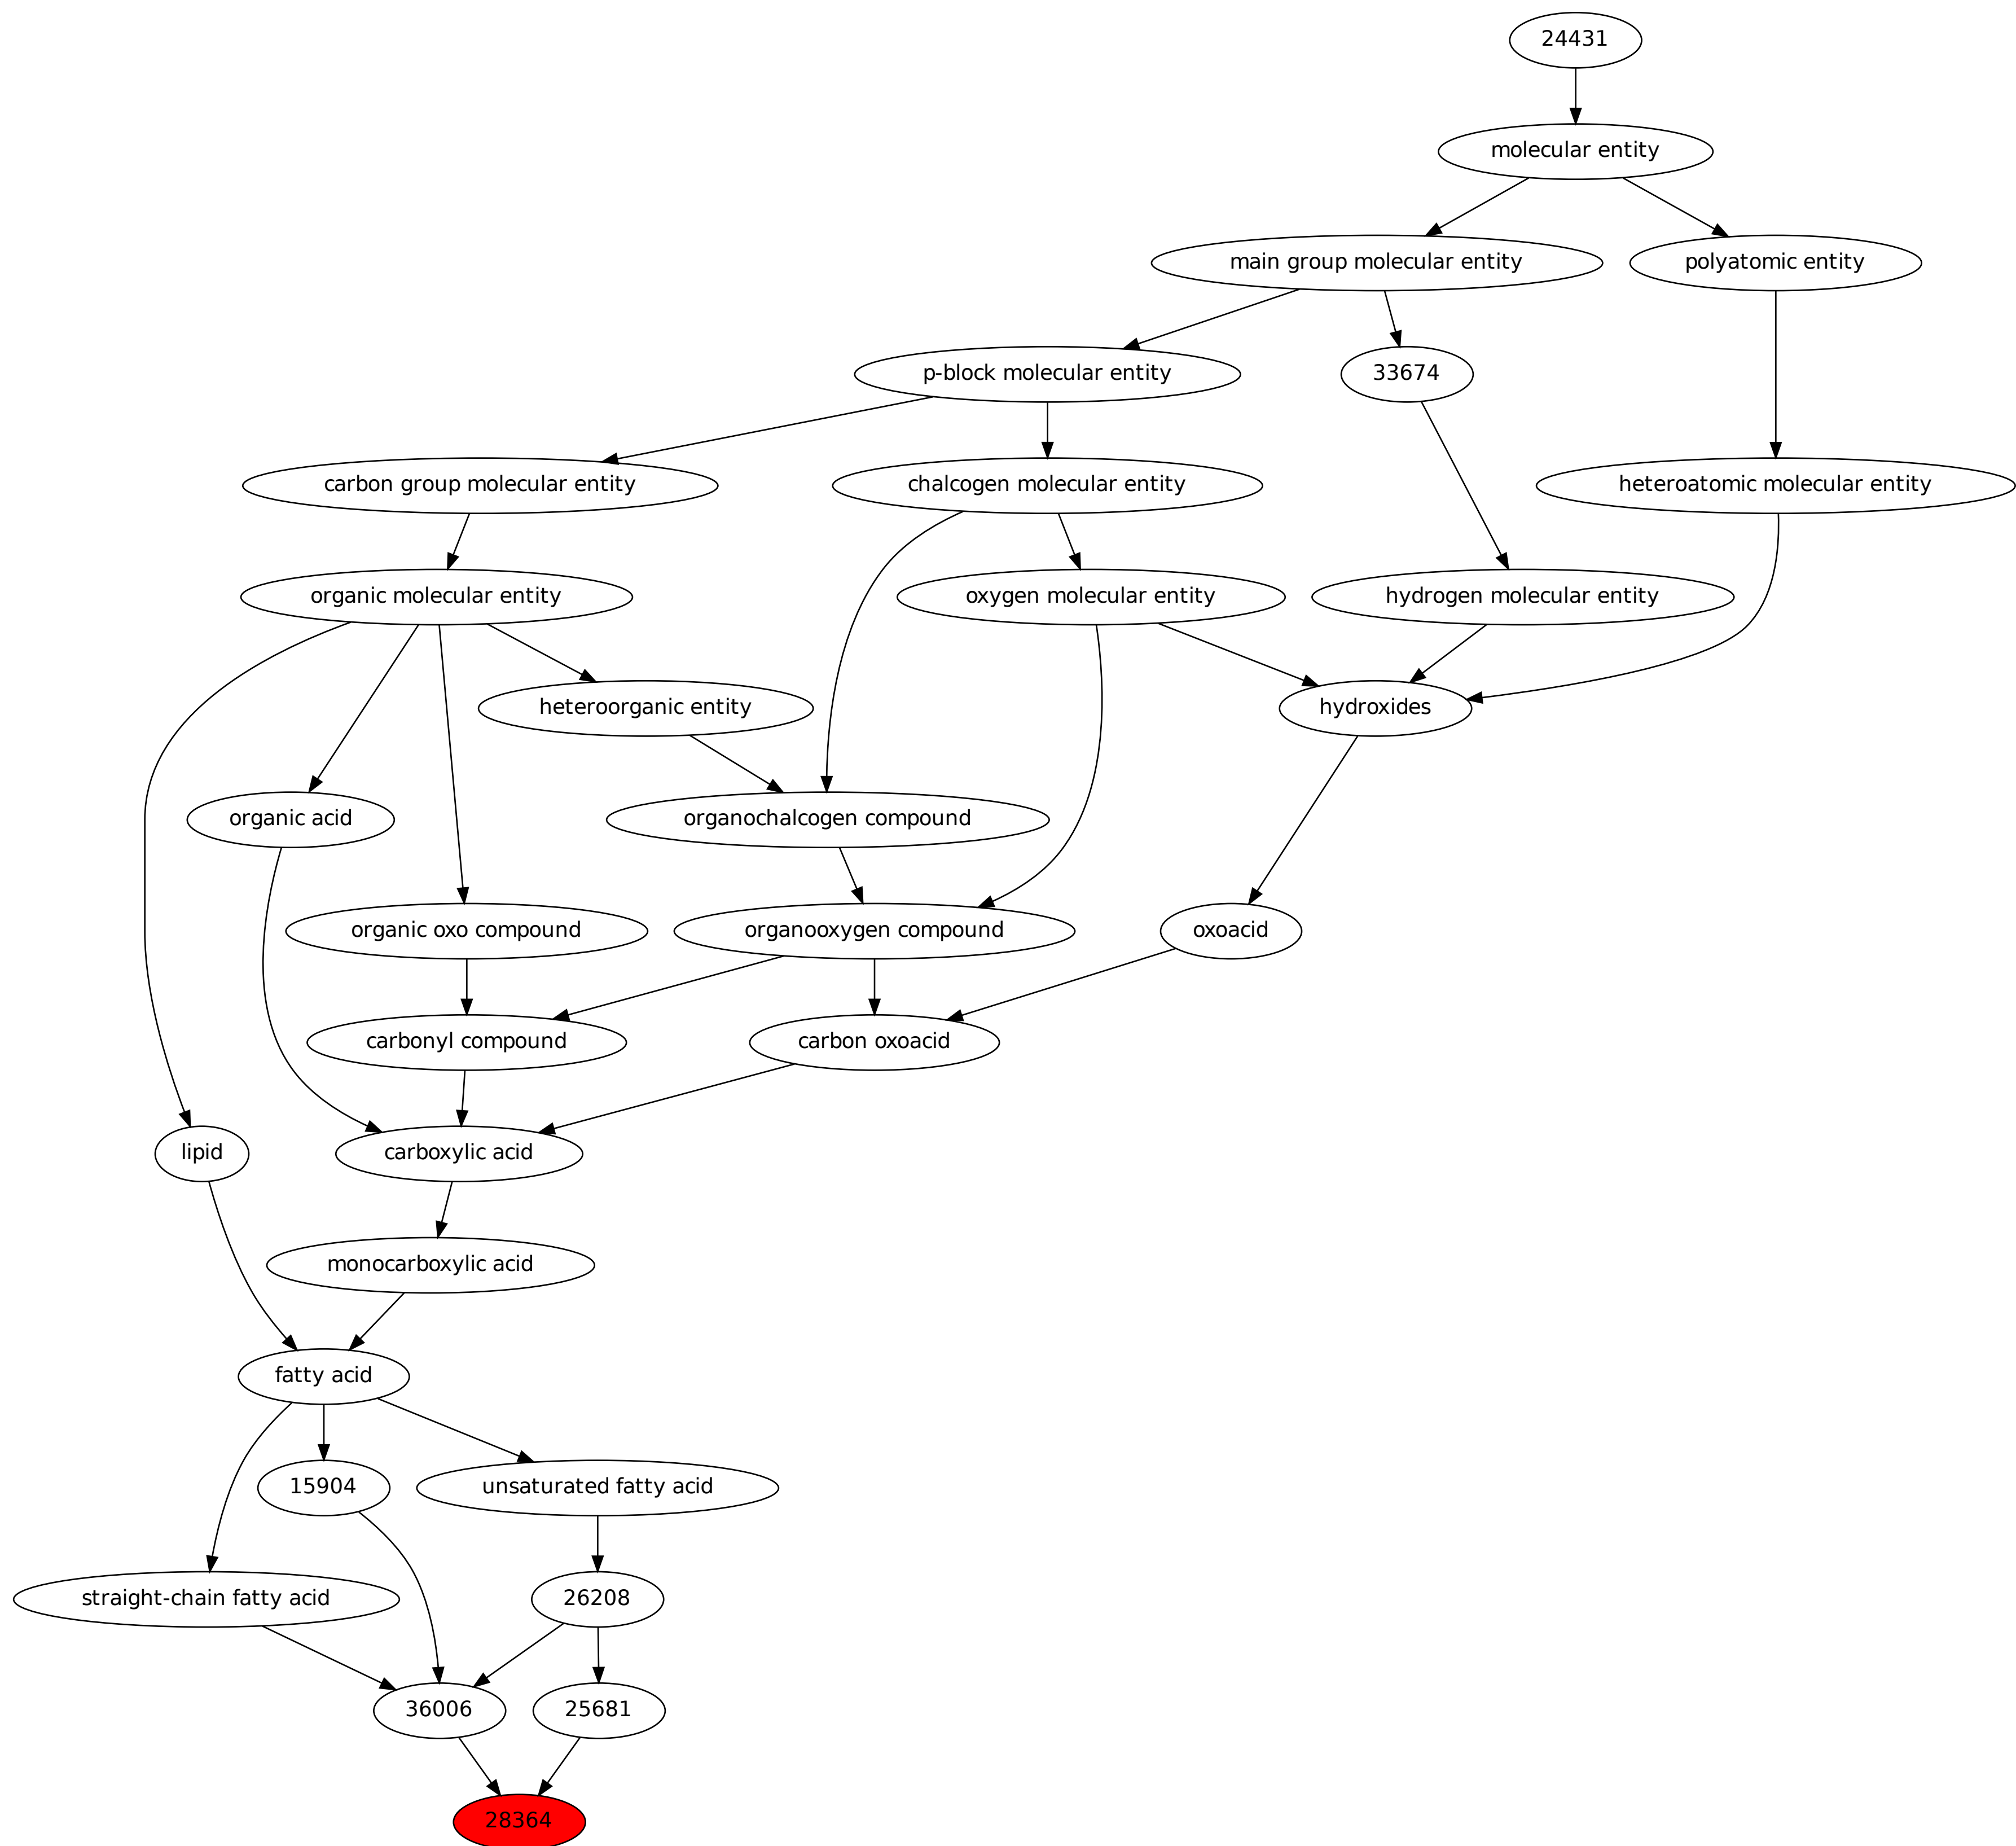 24431
molecular entity
main group molecular entity
polyatomic entity
p-block molecular entity
33674
carbon group molecular entity
chalcogen molecular entity
heteroatomic molecular entity
organic molecular entity
oxygen molecular entity
hydrogen molecular entity
heteroorganic entity
hydroxides
organic acid
organochalcogen compound
organic oxo compound
organooxygen compound
oxoacid
carbonyl compound
carbon oxoacid
lipid
carboxylic acid
monocarboxylic acid
fatty acid
15904
unsaturated fatty acid
straight-chain fatty acid
26208
36006
25681
28364